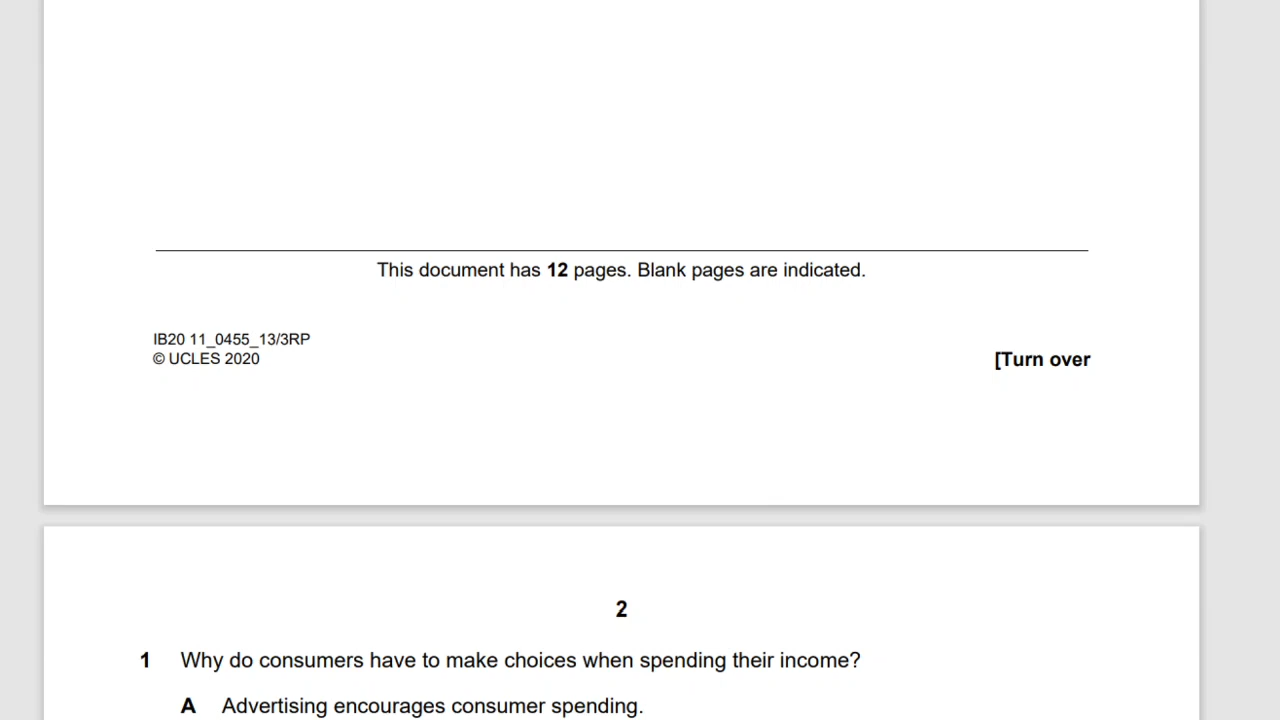 This document has 12 pages. Blank pages are indicated.
IB20 11_0455_13/3RP
© UCLES 2020
[Turn over
2
1 Why do consumers have to make choices when spending their income?
A Advertising encourages consumer spending.